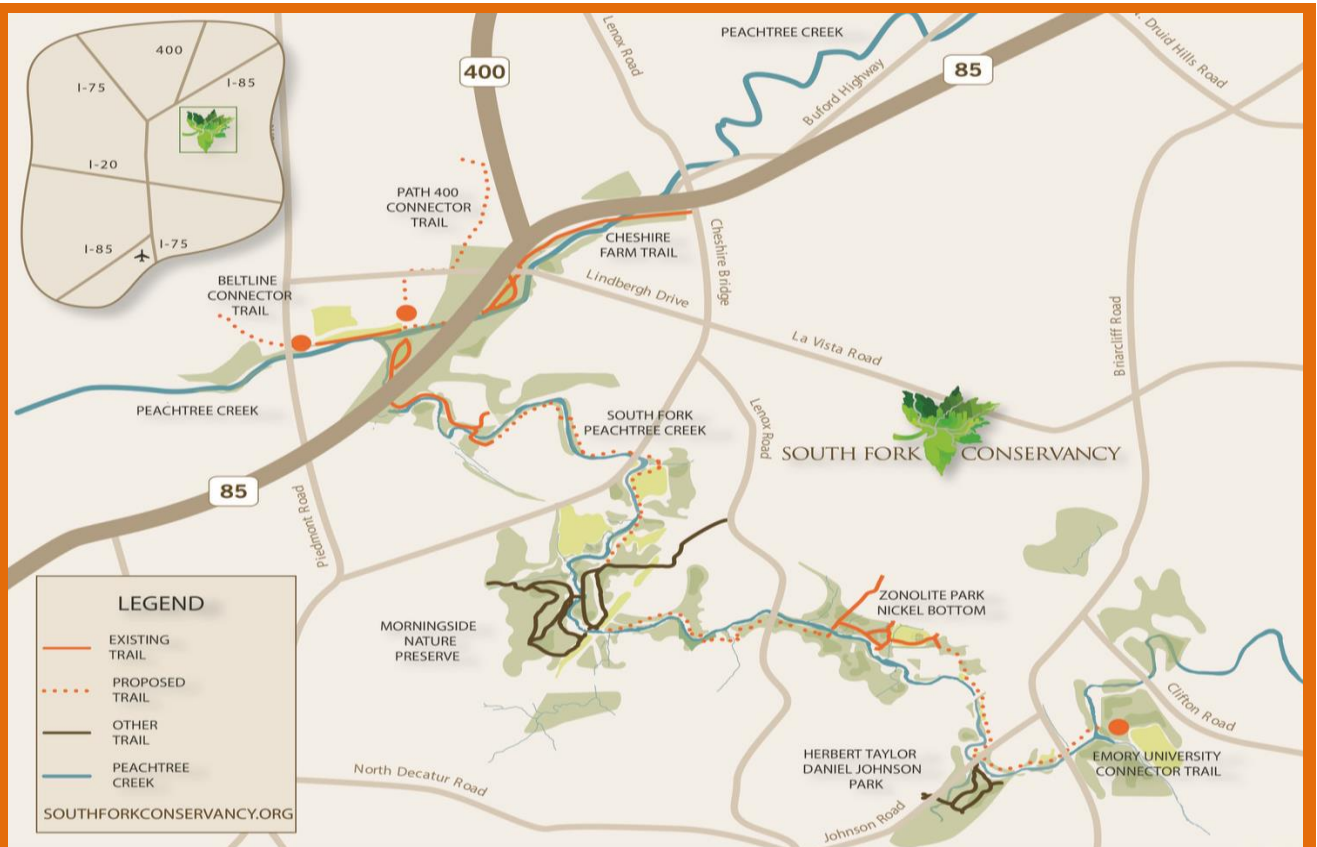 400
I-75
I-85
I-20
I-85
I-75
400
Lenox Road
PEACHTREE CREEK
85
Buford Highway
Druid Hills Road
PATH 400
CONNECTOR
TRAIL
CHESHIRE
FARM TRAIL
Cheshire Bridge
Lindbergh Drive
BELTLINE
CONNECTOR
TRAIL
La Vista Road
Briarcliff Road
PEACHTREE CREEK
SOUTH FORK
PEACHTREE CREEK
Lenox Road
SOUTH FORK CONSERVANCY
85
Piedmont Road
ZONOLITE PARK
NICKEL BOTTOM
MORNINGSIDE
NATURE
PRESERVE
Clifton Road
HERBERT TAYLOR
DANIEL JOHNSON
PARK
EMORY UNIVERSITY
CONNECTOR TRAIL
North Decatur Road
Johnson Road
LEGEND
EXISTING
TRAIL
PROPOSED
TRAIL
OTHER
TRAIL
PEACHTREE
CREEK
SOUTHFORKCONSERVANCY.ORG